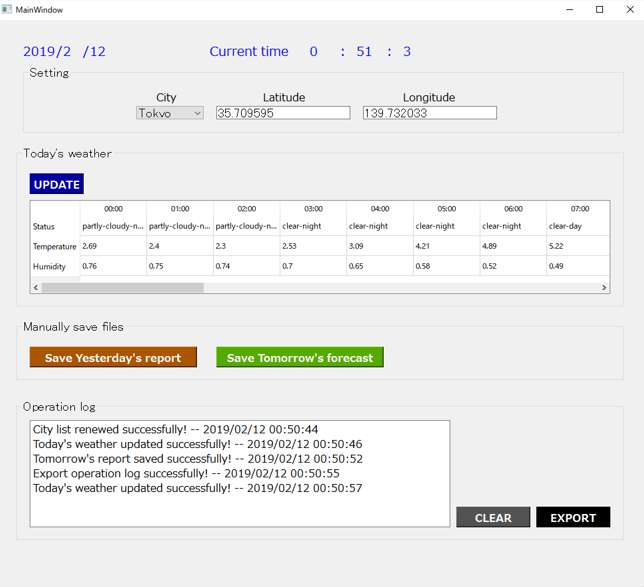 MainWindow
2019/2 /12 Current time 0 : 51 : 3
Setting
City Latitude Longitude
Tokyo 35.709595 139.732033
Today's weather
UPDATE
00:00 01:00 02:00 03:00 04:00 05:00 06:00 07:00
Status partly-cloudy-n... partly-cloudy-n... partly-cloudy-n... clear-night clear-night clear-night clear-night clear-day
Temperature 2.69 2.4 2.3 2.53 3.09 4.21 4.89 5.22
Humidity 0.76 0.75 0.74 0.7 0.65 0.58 0.52 0.49
Manually save files
Save Yesterday's report Save Tomorrow's forecast
Operation log
City list renewed successfully! -- 2019/02/12 00:50:44
Today's weather updated successfully! -- 2019/02/12 00:50:46
Tomorrow's report saved successfully! -- 2019/02/12 00:50:52
Export operation log successfully! -- 2019/02/12 00:50:55
Today's weather updated successfully! -- 2019/02/12 00:50:57
CLEAR EXPORT